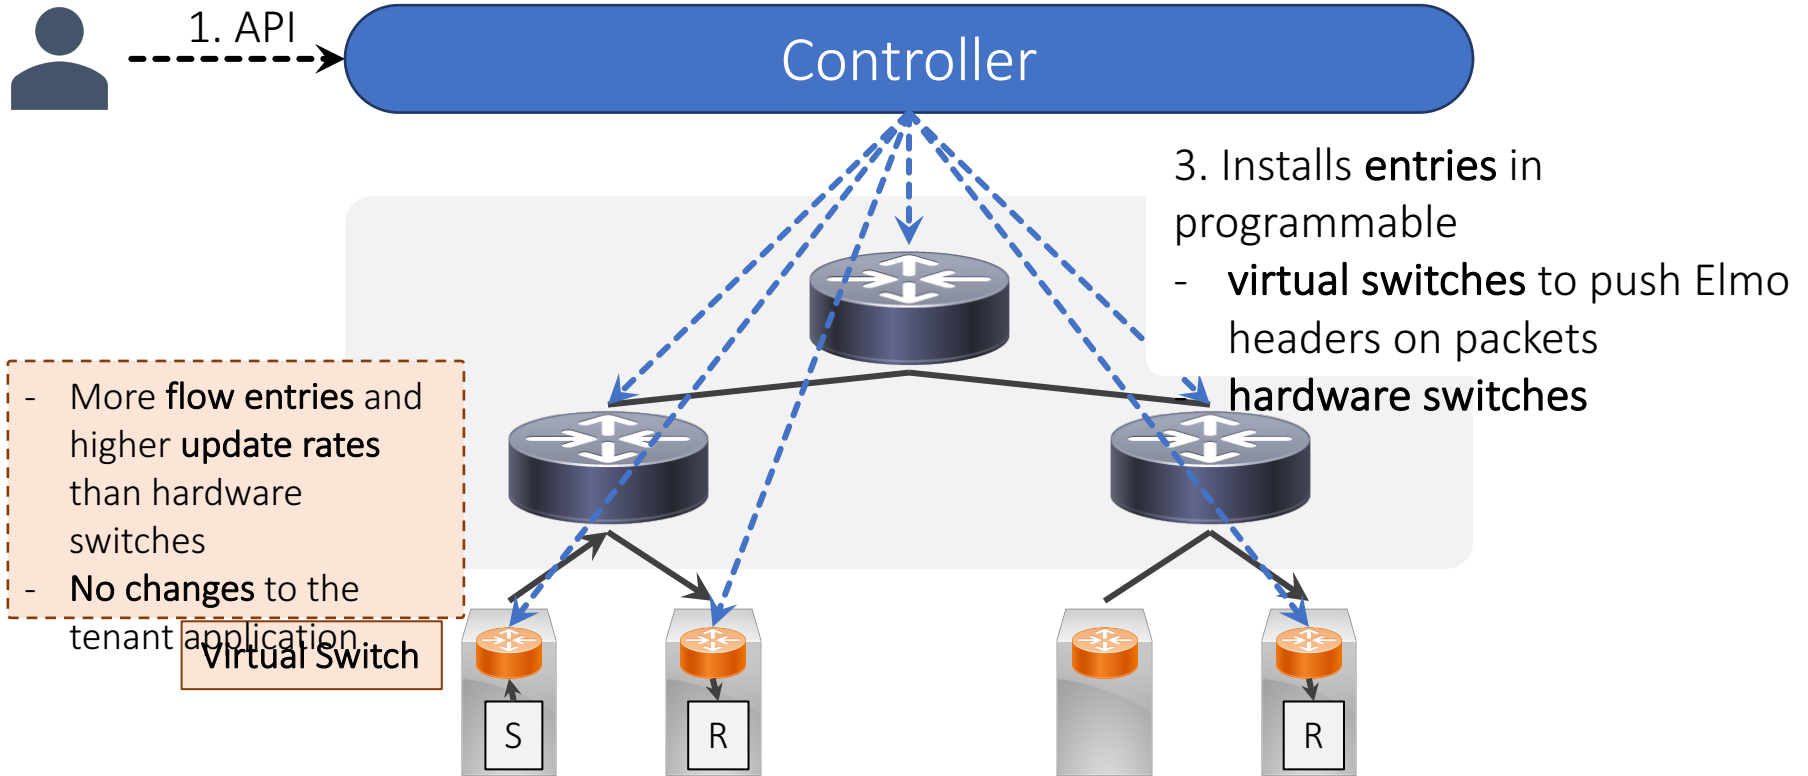 1. API
Controller
3. Installs entries in
programmable
- virtual switches to push Elmo
headers on packets
- hardware switches
- More flow entries and
higher update rates
than hardware
switches
- No changes to the
tenant application
Virtual Switch
S
R
R